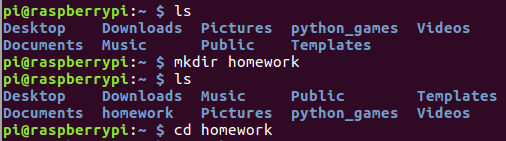 pi@raspberrypi:~ $ ls
Desktop    Downloads  Pictures  python_games  Videos
Documents  Music      Public    Templates
pi@raspberrypi:~ $ mkdir homework
pi@raspberrypi:~ $ ls
Desktop    Downloads  Music     Public        Templates
Documents  homework   Pictures  python_games  Videos
pi@raspberrypi:~ $ cd homework